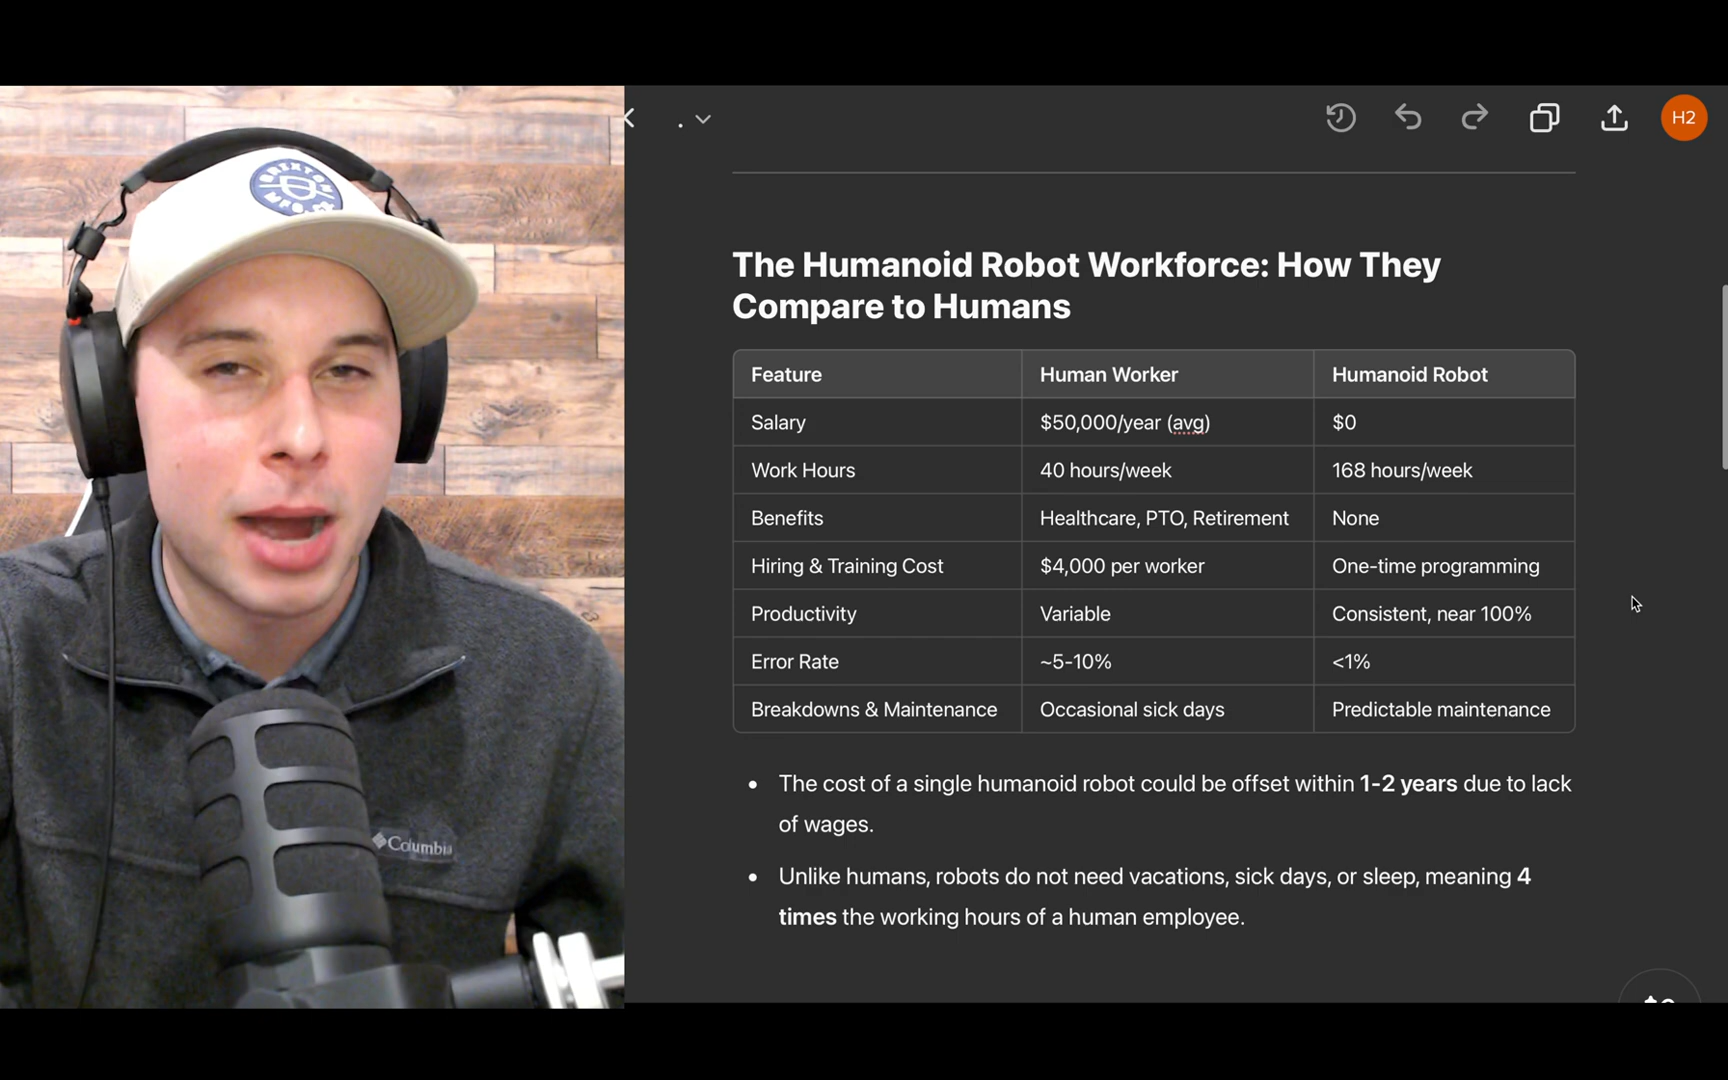 BRIXTON
MFG. Co
Columbia
.
H2
The Humanoid Robot Workforce: How They
Compare to Humans
Feature Human Worker Humanoid Robot
Salary $50,000/year (avg) $0
Work Hours 40 hours/week 168 hours/week
Benefits Healthcare, PTO, Retirement None
Hiring & Training Cost $4,000 per worker One-time programming
Productivity Variable Consistent, near 100%
Error Rate ~5-10% <1%
Breakdowns & Maintenance Occasional sick days Predictable maintenance
• The cost of a single humanoid robot could be offset within 1-2 years due to lack
of wages.
• Unlike humans, robots do not need vacations, sick days, or sleep, meaning 4
times the working hours of a human employee.